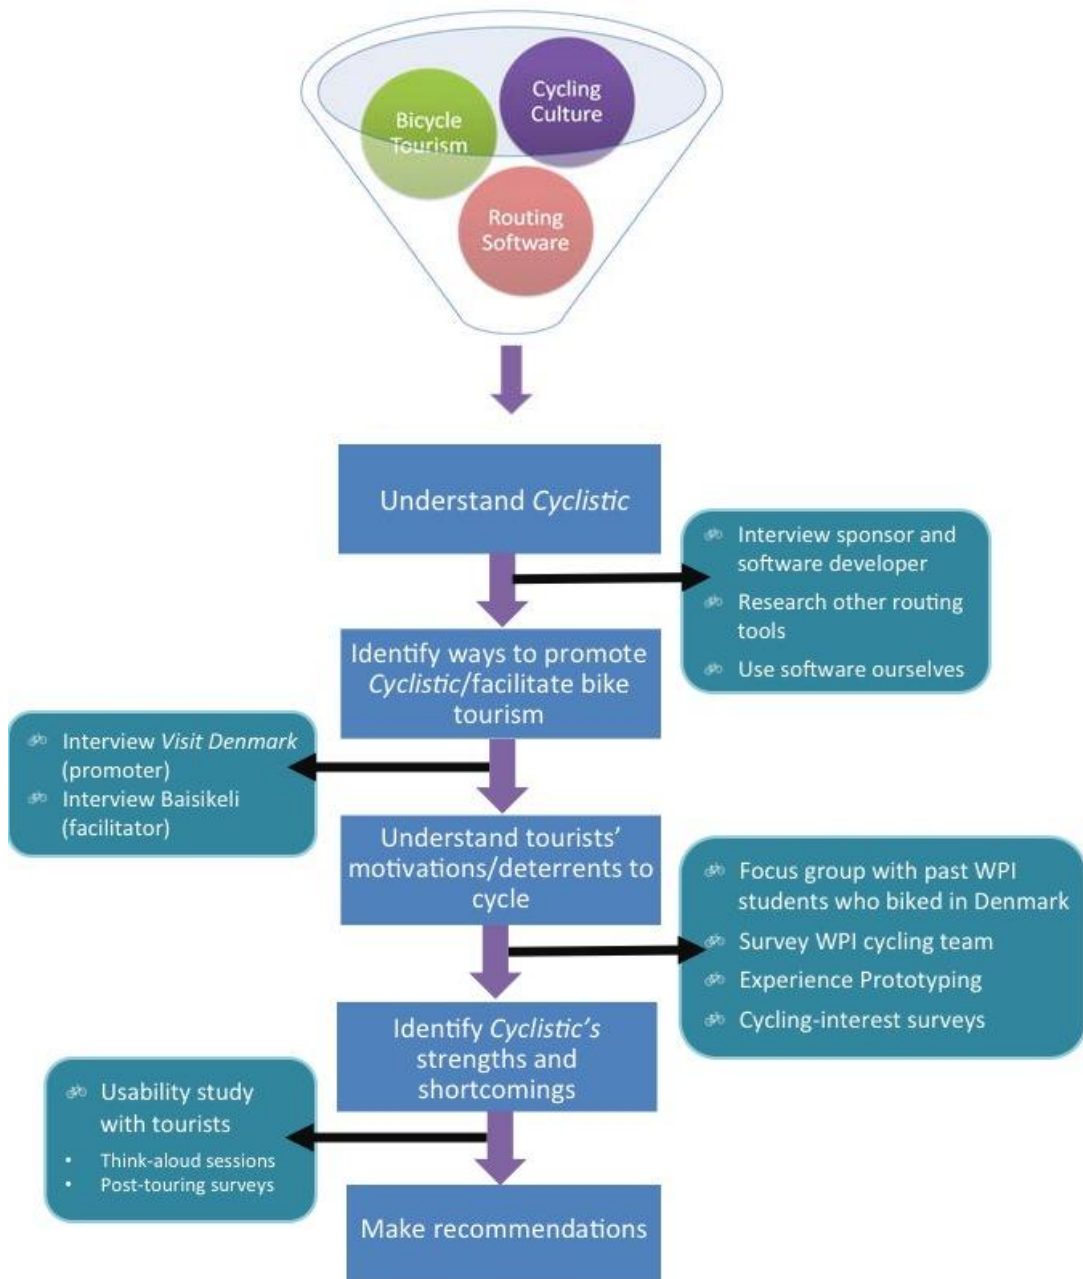 Cycling
Culture
Bicycle
Tourism
Routing
Software
Understand Cyclistic
Interview sponsor and
software developer
Research other routing
tools
Use software ourselves
Identify ways to promote
Cyclistic/facilitate bike
tourism
Interview Visit Denmark
(promoter)
Interview Baisikeli
(facilitator)
Understand tourists'
motivations/deterrents to
cycle
Focus group with past WPI
students who biked in Denmark
Survey WPI cycling team
Experience Prototyping
Cycling-interest surveys
Identify Cyclistic's
strengths and
shortcomings
Usability study
with tourists
• Think-aloud sessions
• Post-touring surveys
Make recommendations